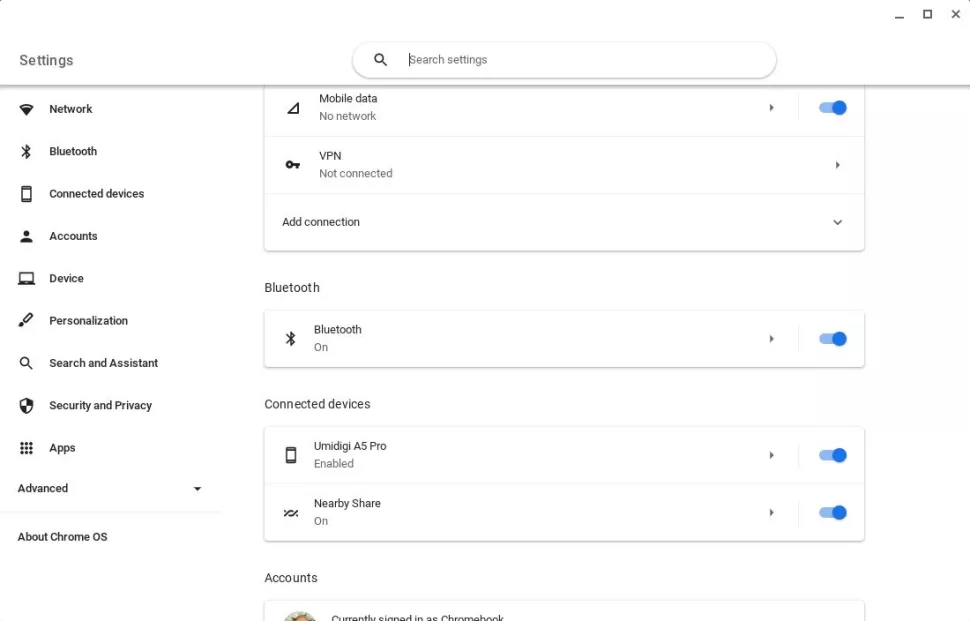 Settings
Search settings
Network
Bluetooth
Connected devices
Accounts
Device
Personalization
Search and Assistant
Security and Privacy
Apps
Advanced
About Chrome OS
Mobile data
No network
VPN
Not connected
Add connection
Bluetooth
Bluetooth
On
Connected devices
Umidigi A5 Pro
Enabled
Nearby Share
On
Accounts
Currently signed in as Chromebook